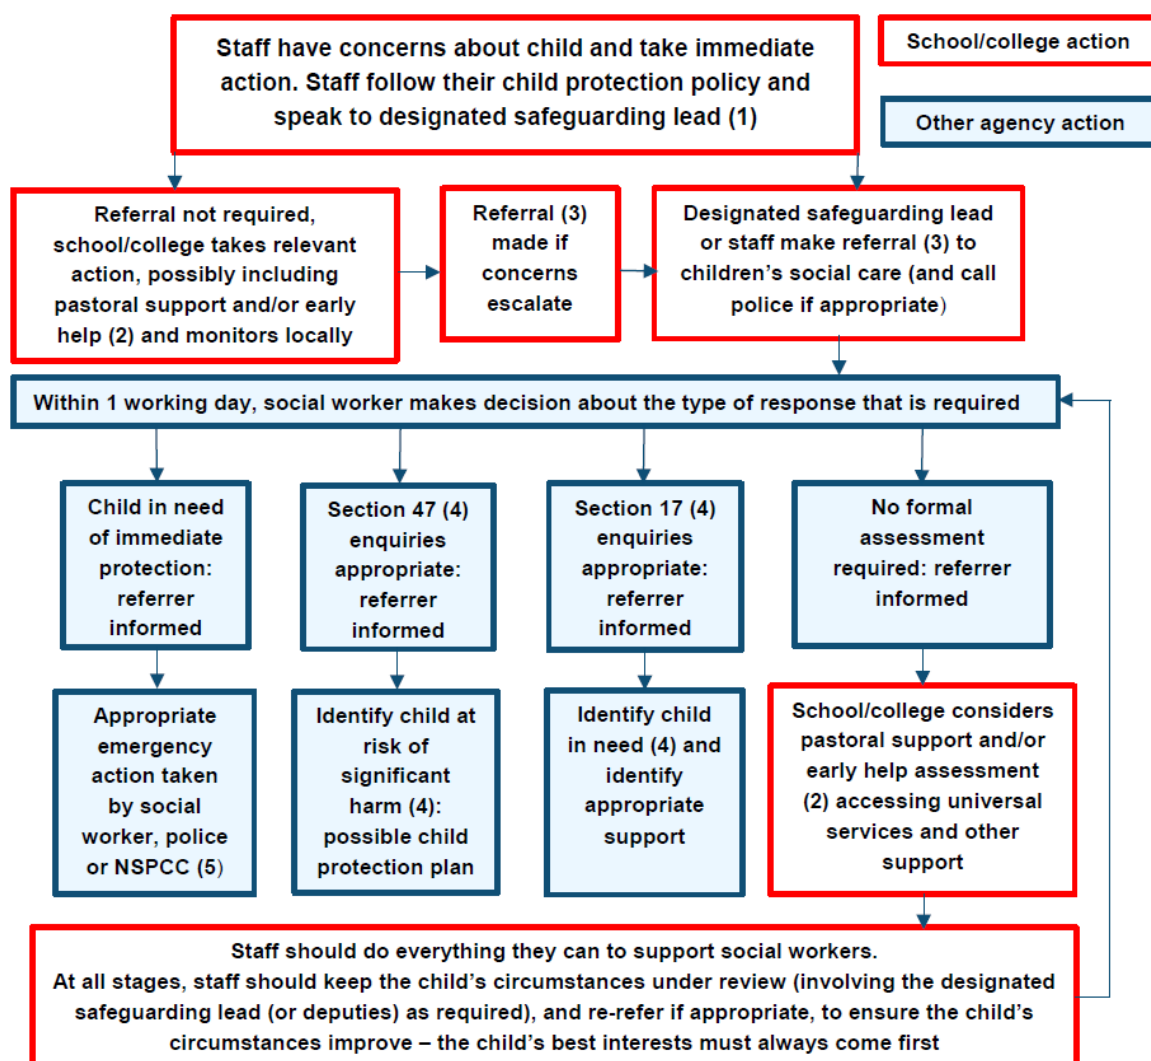 Staff have concerns about child and take immediate
action. Staff follow their child protection policy and
speak to designated safeguarding lead (1)
School/college action
Other agency action
Referral not required,
school/college takes relevant
action, possibly including
pastoral support and/or early
help (2) and monitors locally
Referral (3)
made if
concerns
escalate
Designated safeguarding lead
or staff make referral (3) to
children’s social care (and call
police if appropriate)
Within 1 working day, social worker makes decision about the type of response that is required
Child in need
of immediate
protection:
referrer
informed
Section 47 (4)
enquiries
appropriate:
referrer
informed
Section 17 (4)
enquiries
appropriate:
referrer
informed
No formal
assessment
required: referrer
informed
Appropriate
emergency
action taken
by social
worker, police
or NSPCC (5)
Identify child at
risk of
significant
harm (4):
possible child
protection plan
Identify child
in need (4) and
identify
appropriate
support
School/college considers
pastoral support and/or
early help assessment
(2) accessing universal
services and other
support
Staff should do everything they can to support social workers.
At all stages, staff should keep the child’s circumstances under review (involving the designated
safeguarding lead (or deputies) as required), and re-refer if appropriate, to ensure the child’s
circumstances improve – the child’s best interests must always come first